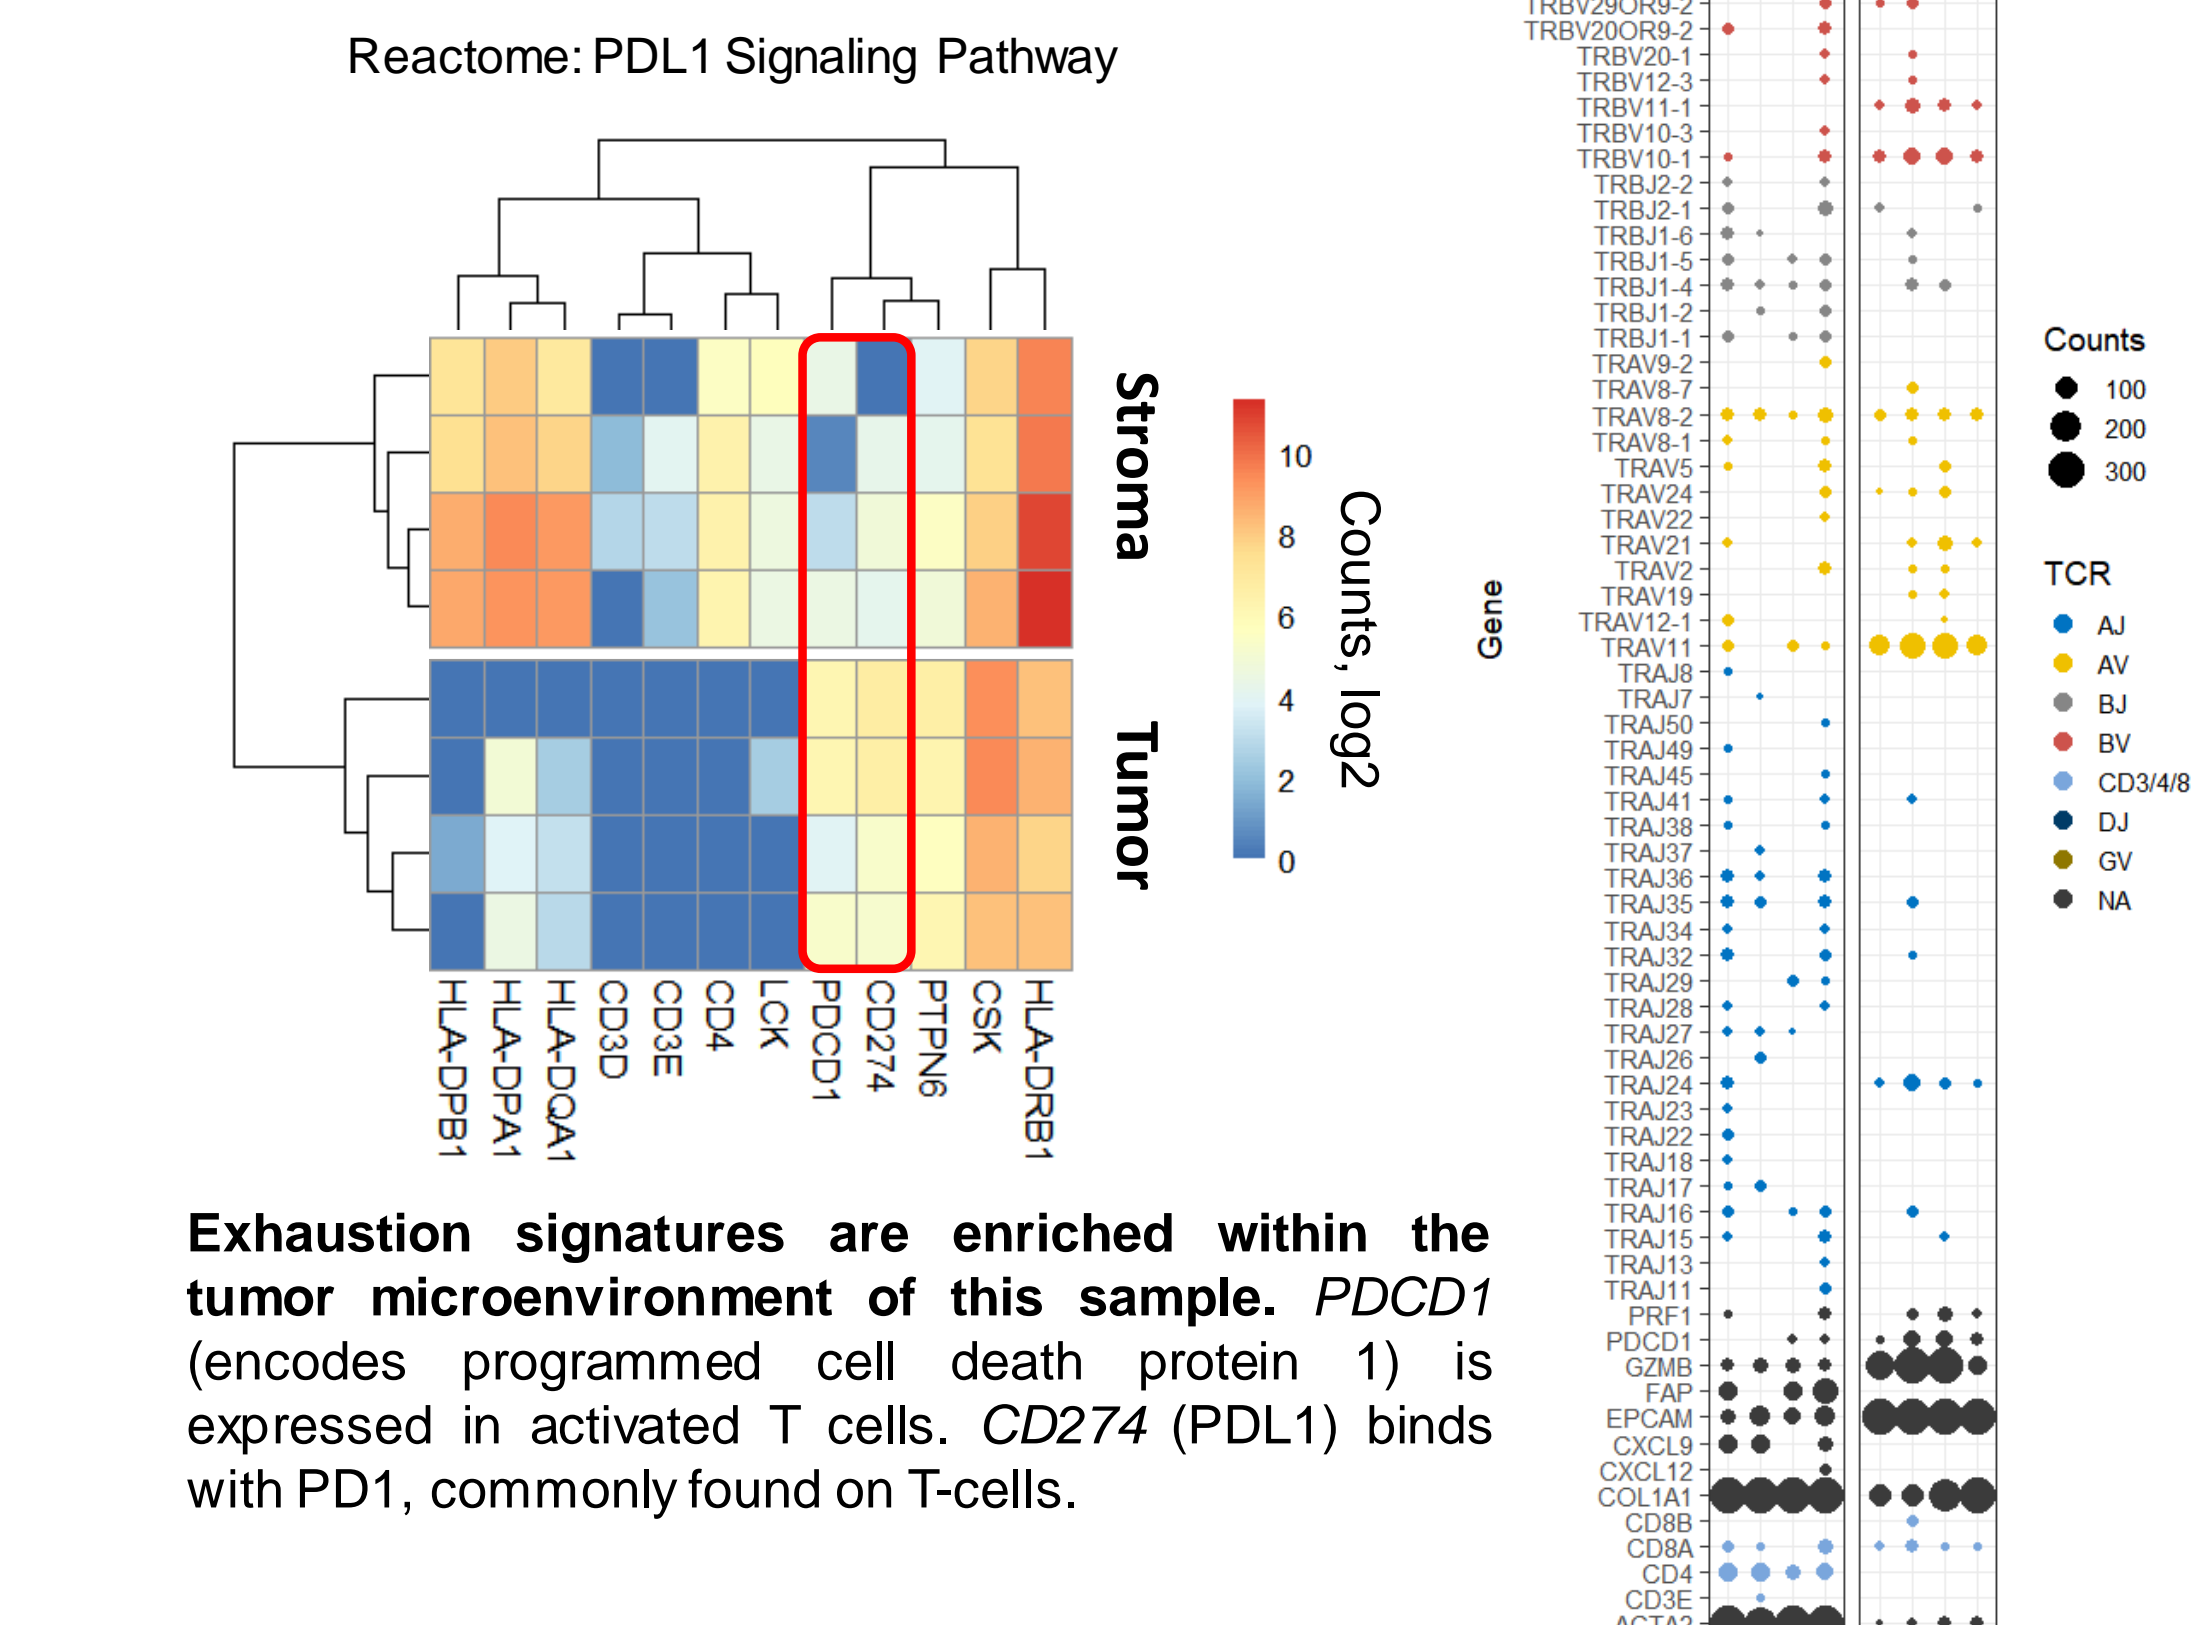 Reactome: PDL1 Signaling Pathway
Stroma
Tumor
10
8
6
4
2
0
Counts, log2
HLA-DPB1
HLA-DPA1
HLA-DQA1
CD3D
CD3E
CD4
LCK
PDCD1
CD274
PTPN6
CSK
HLA-DRB1
Exhaustion signatures are enriched within the
tumor microenvironment of this sample. PDCD1
(encodes programmed cell death protein 1) is
expressed in activated T cells. CD274 (PDL1) binds
with PD1, commonly found on T-cells.
Gene
TRBV29OR9-2
TRBV20OR9-2
TRBV20-1
TRBV12-3
TRBV11-1
TRBV10-3
TRBV10-1
TRBJ2-2
TRBJ2-1
TRBJ1-6
TRBJ1-5
TRBJ1-4
TRBJ1-2
TRBJ1-1
TRAV9-2
TRAV8-7
TRAV8-2
TRAV8-1
TRAV5
TRAV24
TRAV22
TRAV21
TRAV2
TRAV19
TRAV12-1
TRAV11
TRAJ8
TRAJ7
TRAJ50
TRAJ49
TRAJ45
TRAJ41
TRAJ38
TRAJ37
TRAJ36
TRAJ35
TRAJ34
TRAJ32
TRAJ29
TRAJ28
TRAJ27
TRAJ26
TRAJ24
TRAJ23
TRAJ22
TRAJ18
TRAJ17
TRAJ16
TRAJ15
TRAJ13
TRAJ11
PRF1
PDCD1
GZMB
FAP
EPCAM
CXCL9
CXCL12
COL1A1
CD8B
CD8A
CD4
CD3E
ACTA2
Counts
100
200
300
TCR
AJ
AV
BJ
BV
CD3/4/8
DJ
GV
NA